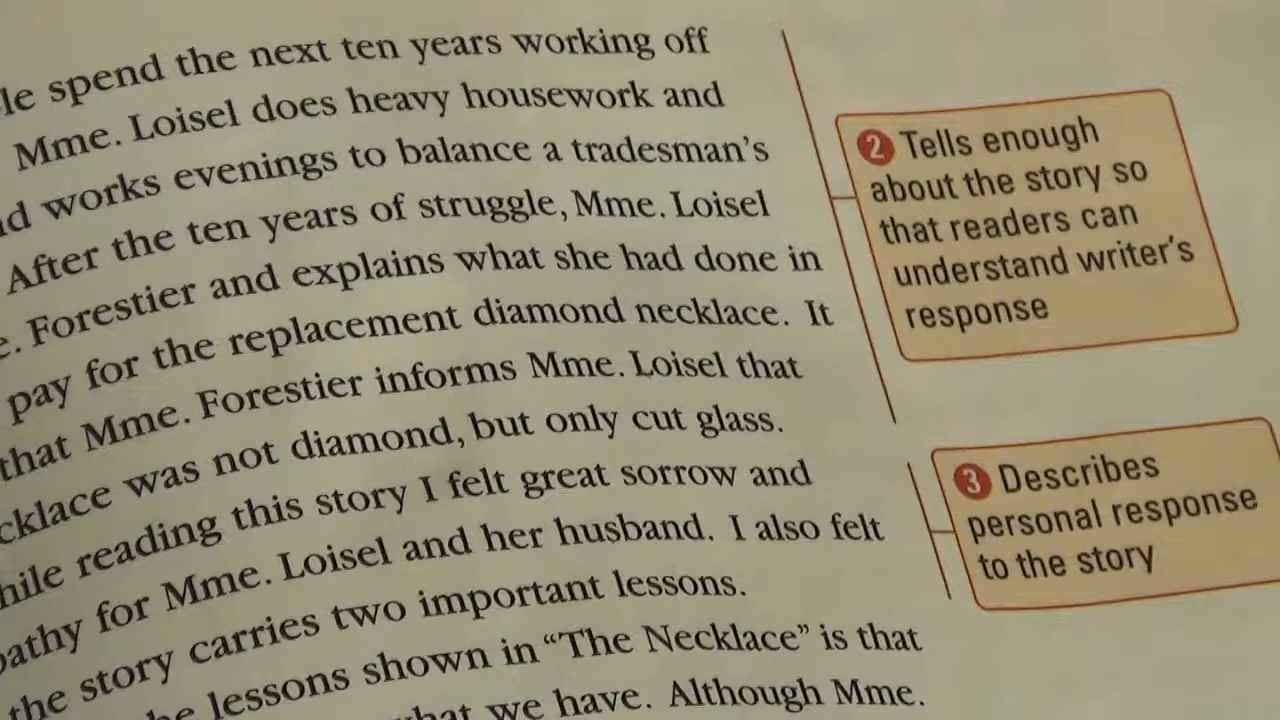 spend the next ten years working off
Mme. Loisel does heavy housework and
works evenings to balance a tradesman's
After the ten years of struggle, Mme. Loisel
Forestier and explains what she had done in
pay for the replacement diamond necklace. It
that Mme. Forestier informs Mme. Loisel that
was not diamond, but only cut glass.
reading this story I felt great sorrow and
for Mme. Loisel and her husband. I also felt
the story carries two important lessons.
lessons shown in “The Necklace” is that
we have. Although Mme.
2 Tells enough
about the story so
that readers can
understand writer's
response
3 Describes
personal response
to the story